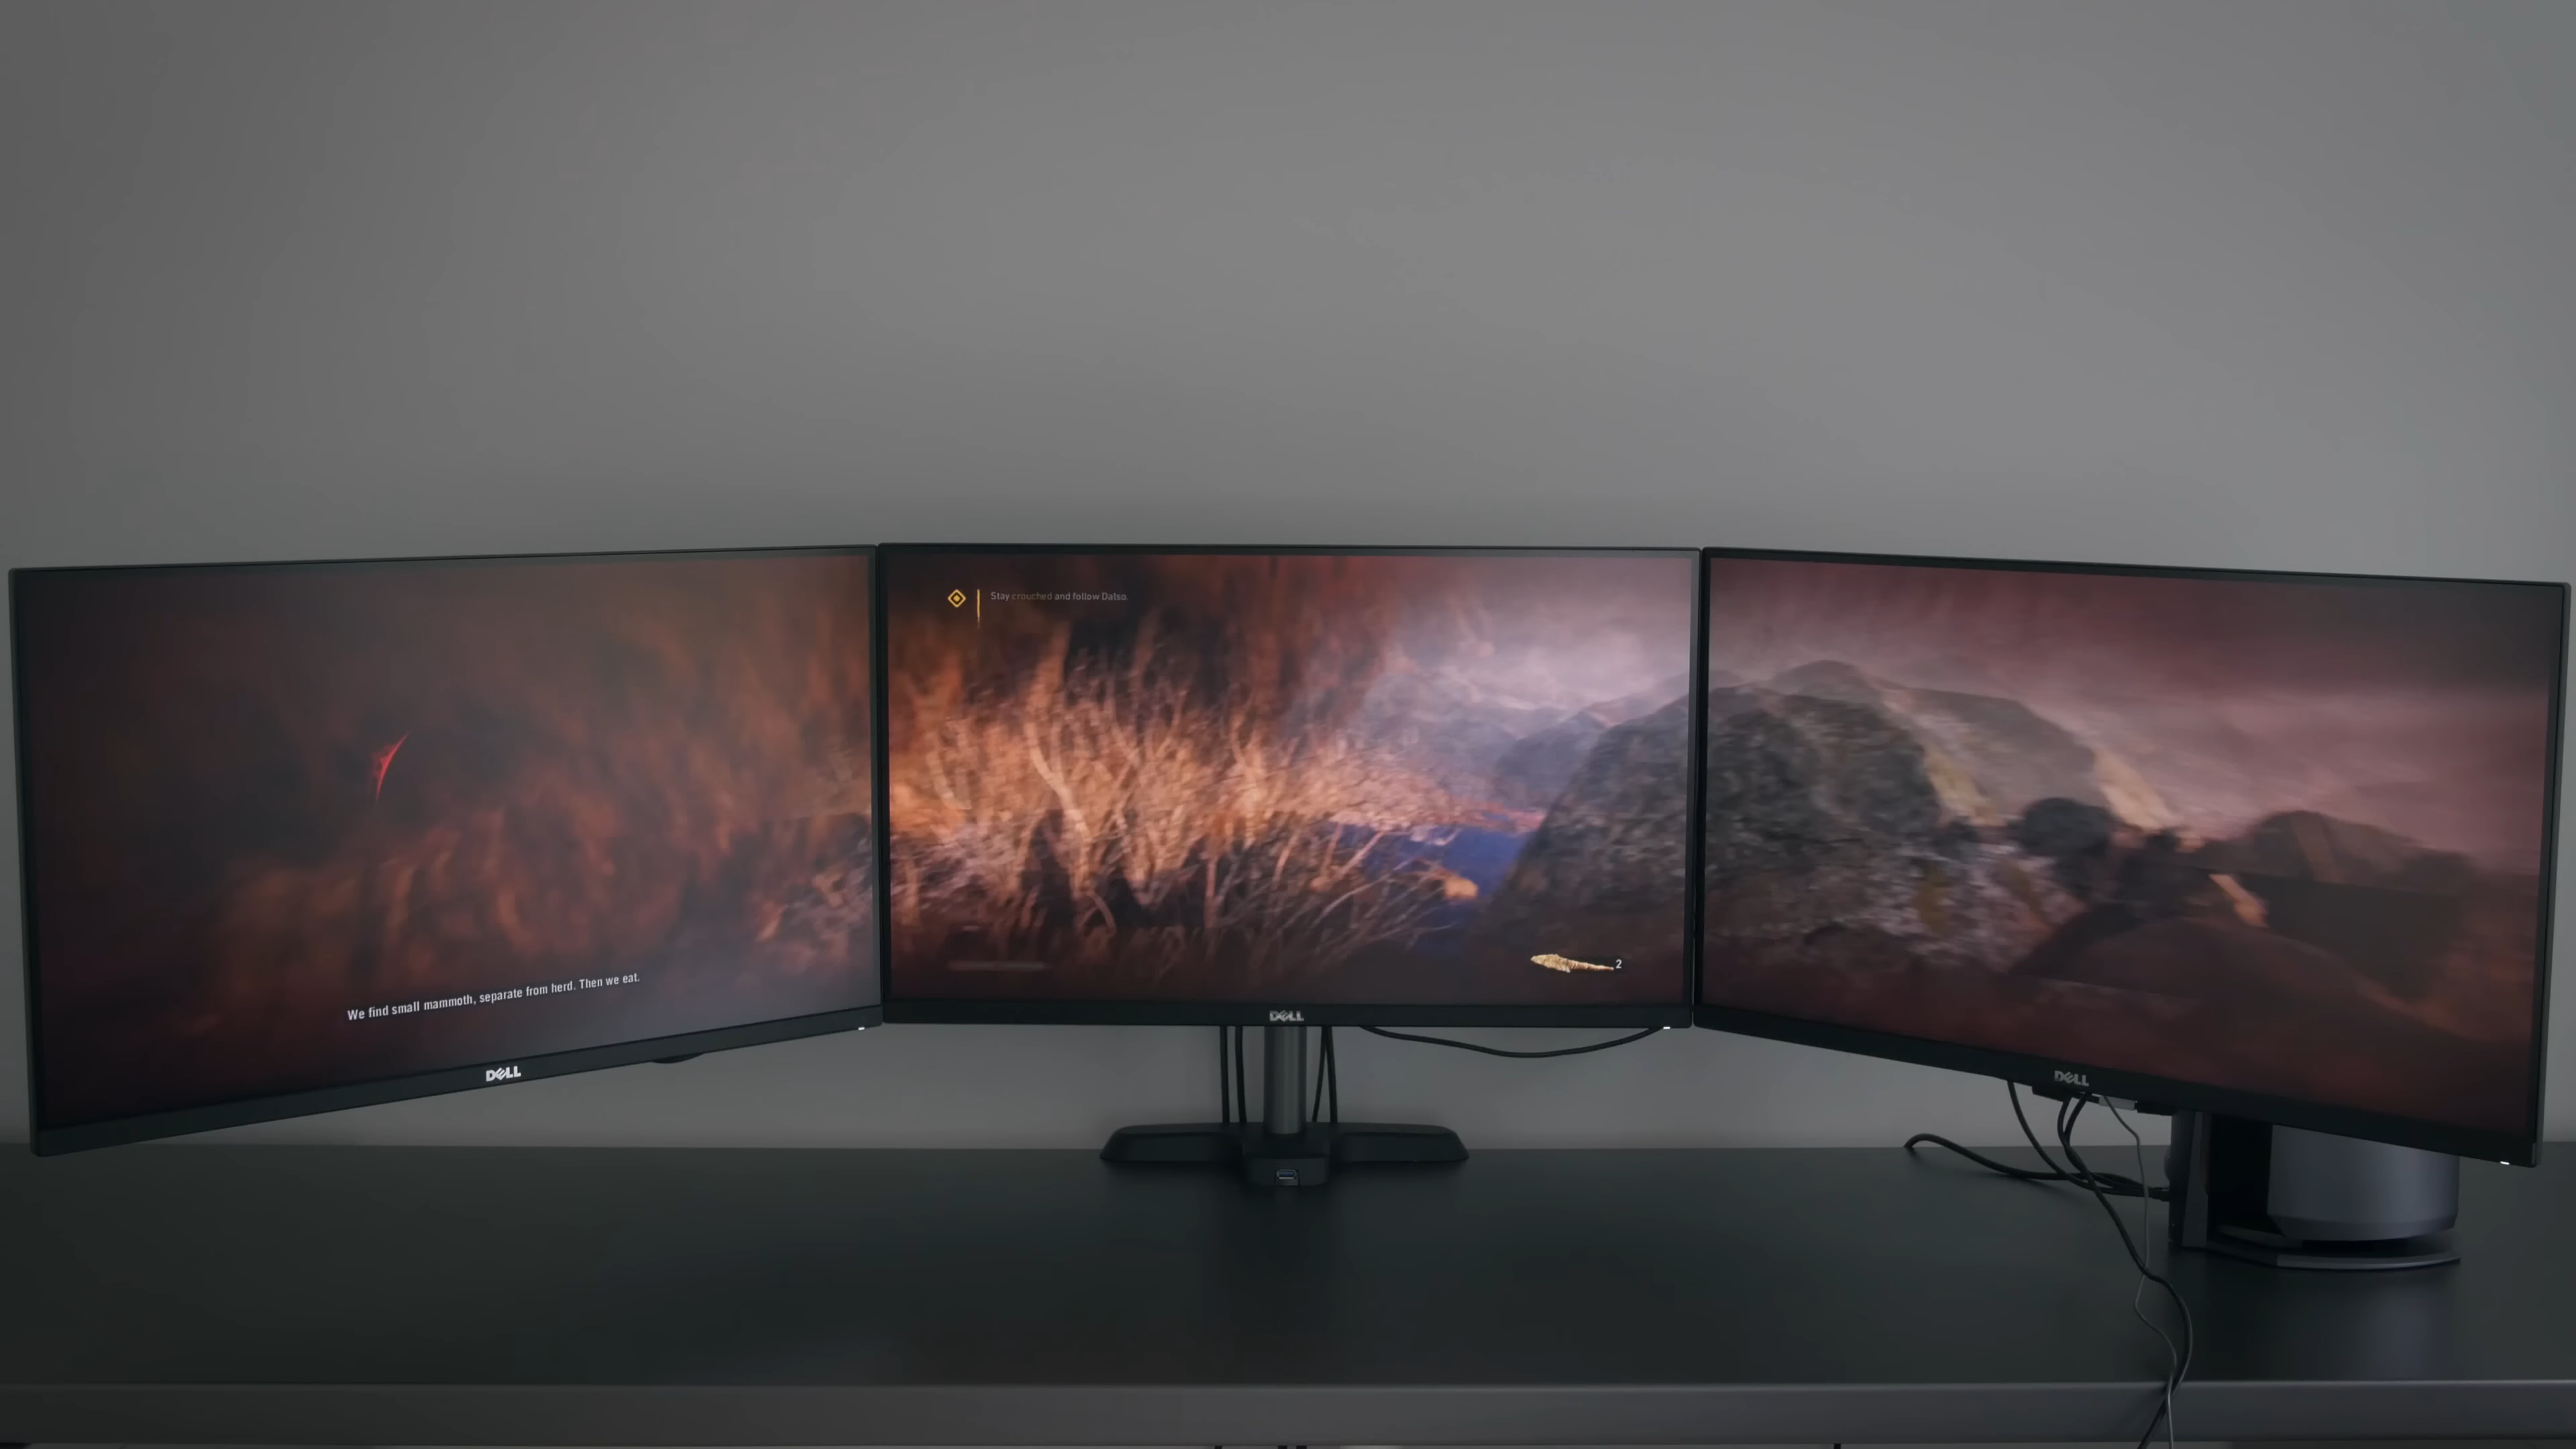 Stay crouched and follow Dalso.
We find small mammoth, separate from herd. Then we eat.
2
DELL
DELL
DELL